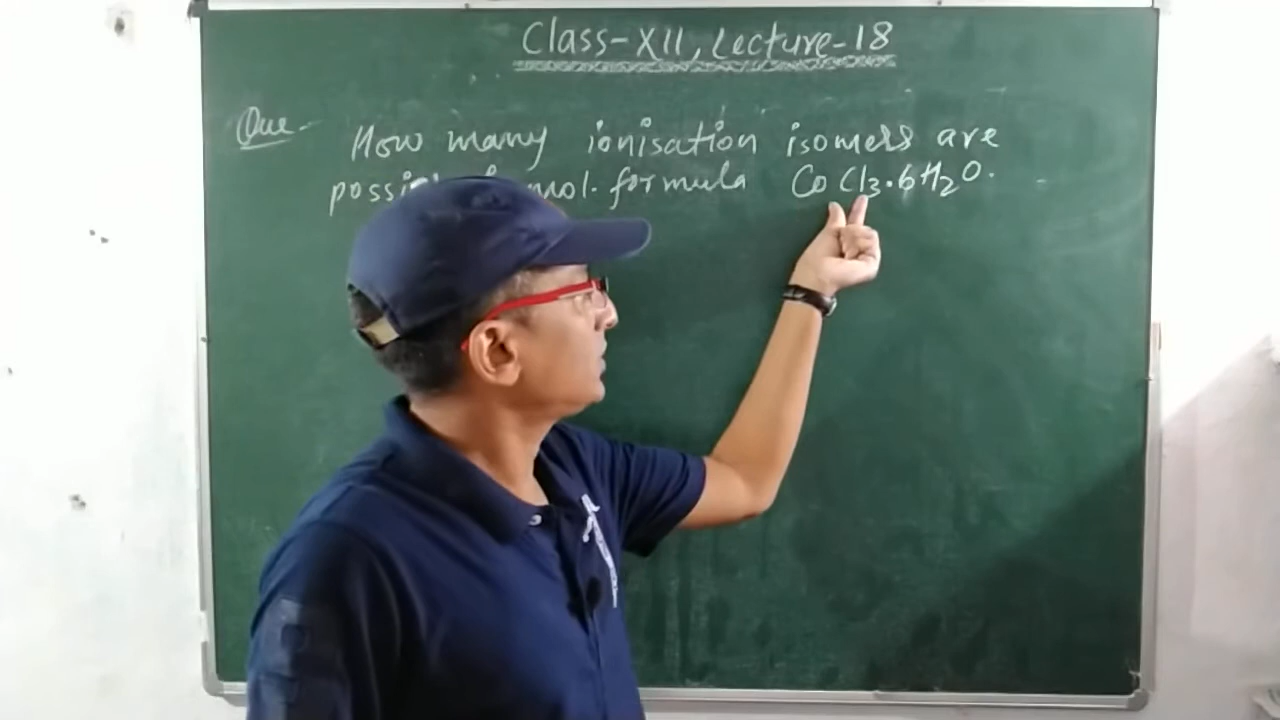 Class-XII, Lecture-18
Que- How many ionisation isomers are
mol. formula CoCl3.6H2O.